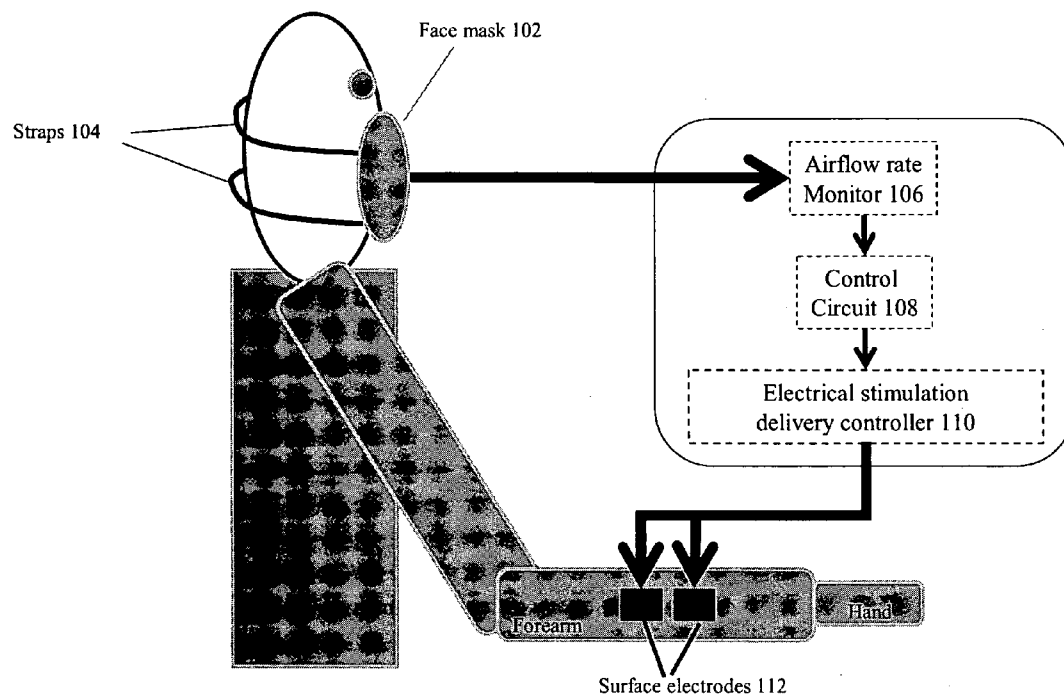 Face mask 102
Straps 104
Airflow rate
Monitor 106
Control
Circuit 108
Electrical stimulation
delivery controller 110
Forearm
Hand
Surface electrodes 112